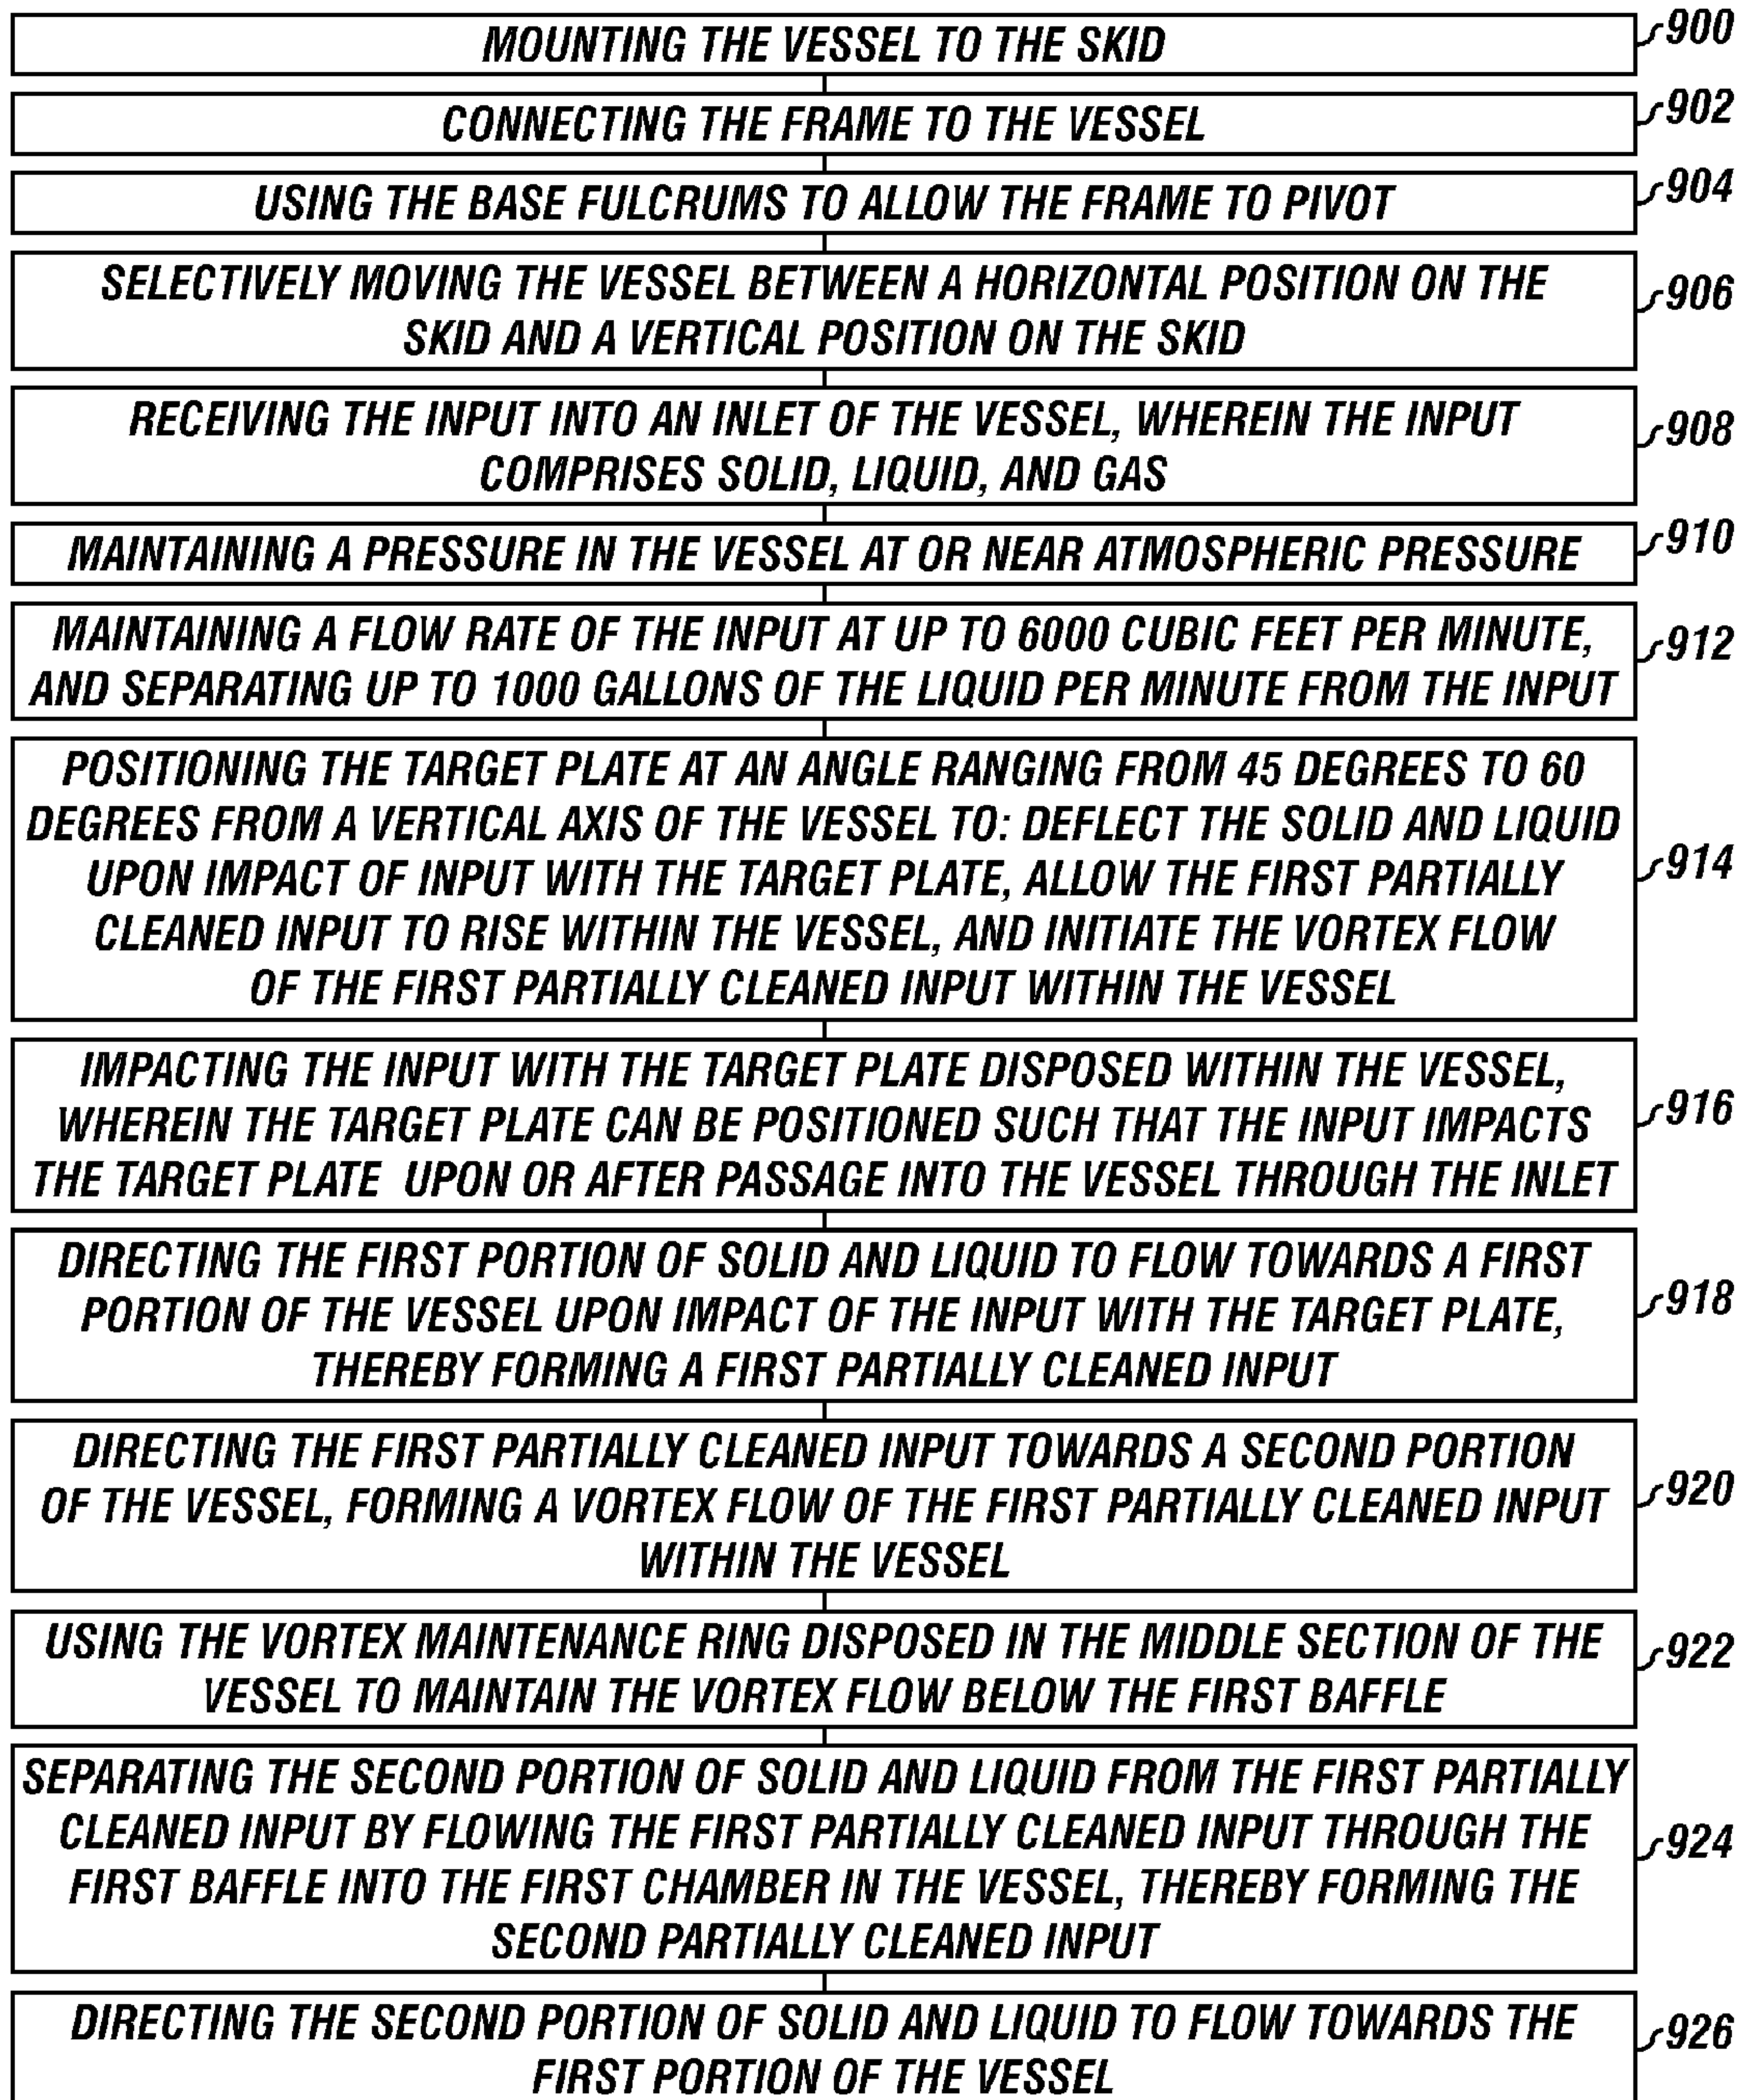 MOUNTING THE VESSEL TO THE SKID
900
CONNECTING THE FRAME TO THE VESSEL
902
USING THE BASE FULCRUMS TO ALLOW THE FRAME TO PIVOT
904
SELECTIVELY MOVING THE VESSEL BETWEEN A HORIZONTAL POSITION ON THE
SKID AND A VERTICAL POSITION ON THE SKID
906
RECEIVING THE INPUT INTO AN INLET OF THE VESSEL, WHEREIN THE INPUT
COMPRISES SOLID, LIQUID, AND GAS
908
MAINTAINING A PRESSURE IN THE VESSEL AT OR NEAR ATMOSPHERIC PRESSURE
910
MAINTAINING A FLOW RATE OF THE INPUT AT UP TO 6000 CUBIC FEET PER MINUTE,
AND SEPARATING UP TO 1000 GALLONS OF THE LIQUID PER MINUTE FROM THE INPUT
912
POSITIONING THE TARGET PLATE AT AN ANGLE RANGING FROM 45 DEGREES TO 60
DEGREES FROM A VERTICAL AXIS OF THE VESSEL TO: DEFLECT THE SOLID AND LIQUID
UPON IMPACT OF INPUT WITH THE TARGET PLATE, ALLOW THE FIRST PARTIALLY
CLEANED INPUT TO RISE WITHIN THE VESSEL, AND INITIATE THE VORTEX FLOW
OF THE FIRST PARTIALLY CLEANED INPUT WITHIN THE VESSEL
914
IMPACTING THE INPUT WITH THE TARGET PLATE DISPOSED WITHIN THE VESSEL,
WHEREIN THE TARGET PLATE CAN BE POSITIONED SUCH THAT THE INPUT IMPACTS
THE TARGET PLATE UPON OR AFTER PASSAGE INTO THE VESSEL THROUGH THE INLET
916
DIRECTING THE FIRST PORTION OF SOLID AND LIQUID TO FLOW TOWARDS A FIRST
PORTION OF THE VESSEL UPON IMPACT OF THE INPUT WITH THE TARGET PLATE,
THEREBY FORMING A FIRST PARTIALLY CLEANED INPUT
918
DIRECTING THE FIRST PARTIALLY CLEANED INPUT TOWARDS A SECOND PORTION
OF THE VESSEL, FORMING A VORTEX FLOW OF THE FIRST PARTIALLY CLEANED INPUT
WITHIN THE VESSEL
920
USING THE VORTEX MAINTENANCE RING DISPOSED IN THE MIDDLE SECTION OF THE
VESSEL TO MAINTAIN THE VORTEX FLOW BELOW THE FIRST BAFFLE
922
SEPARATING THE SECOND PORTION OF SOLID AND LIQUID FROM THE FIRST PARTIALLY
CLEANED INPUT BY FLOWING THE FIRST PARTIALLY CLEANED INPUT THROUGH THE
FIRST BAFFLE INTO THE FIRST CHAMBER IN THE VESSEL, THEREBY FORMING THE
SECOND PARTIALLY CLEANED INPUT
924
DIRECTING THE SECOND PORTION OF SOLID AND LIQUID TO FLOW TOWARDS THE
FIRST PORTION OF THE VESSEL
926